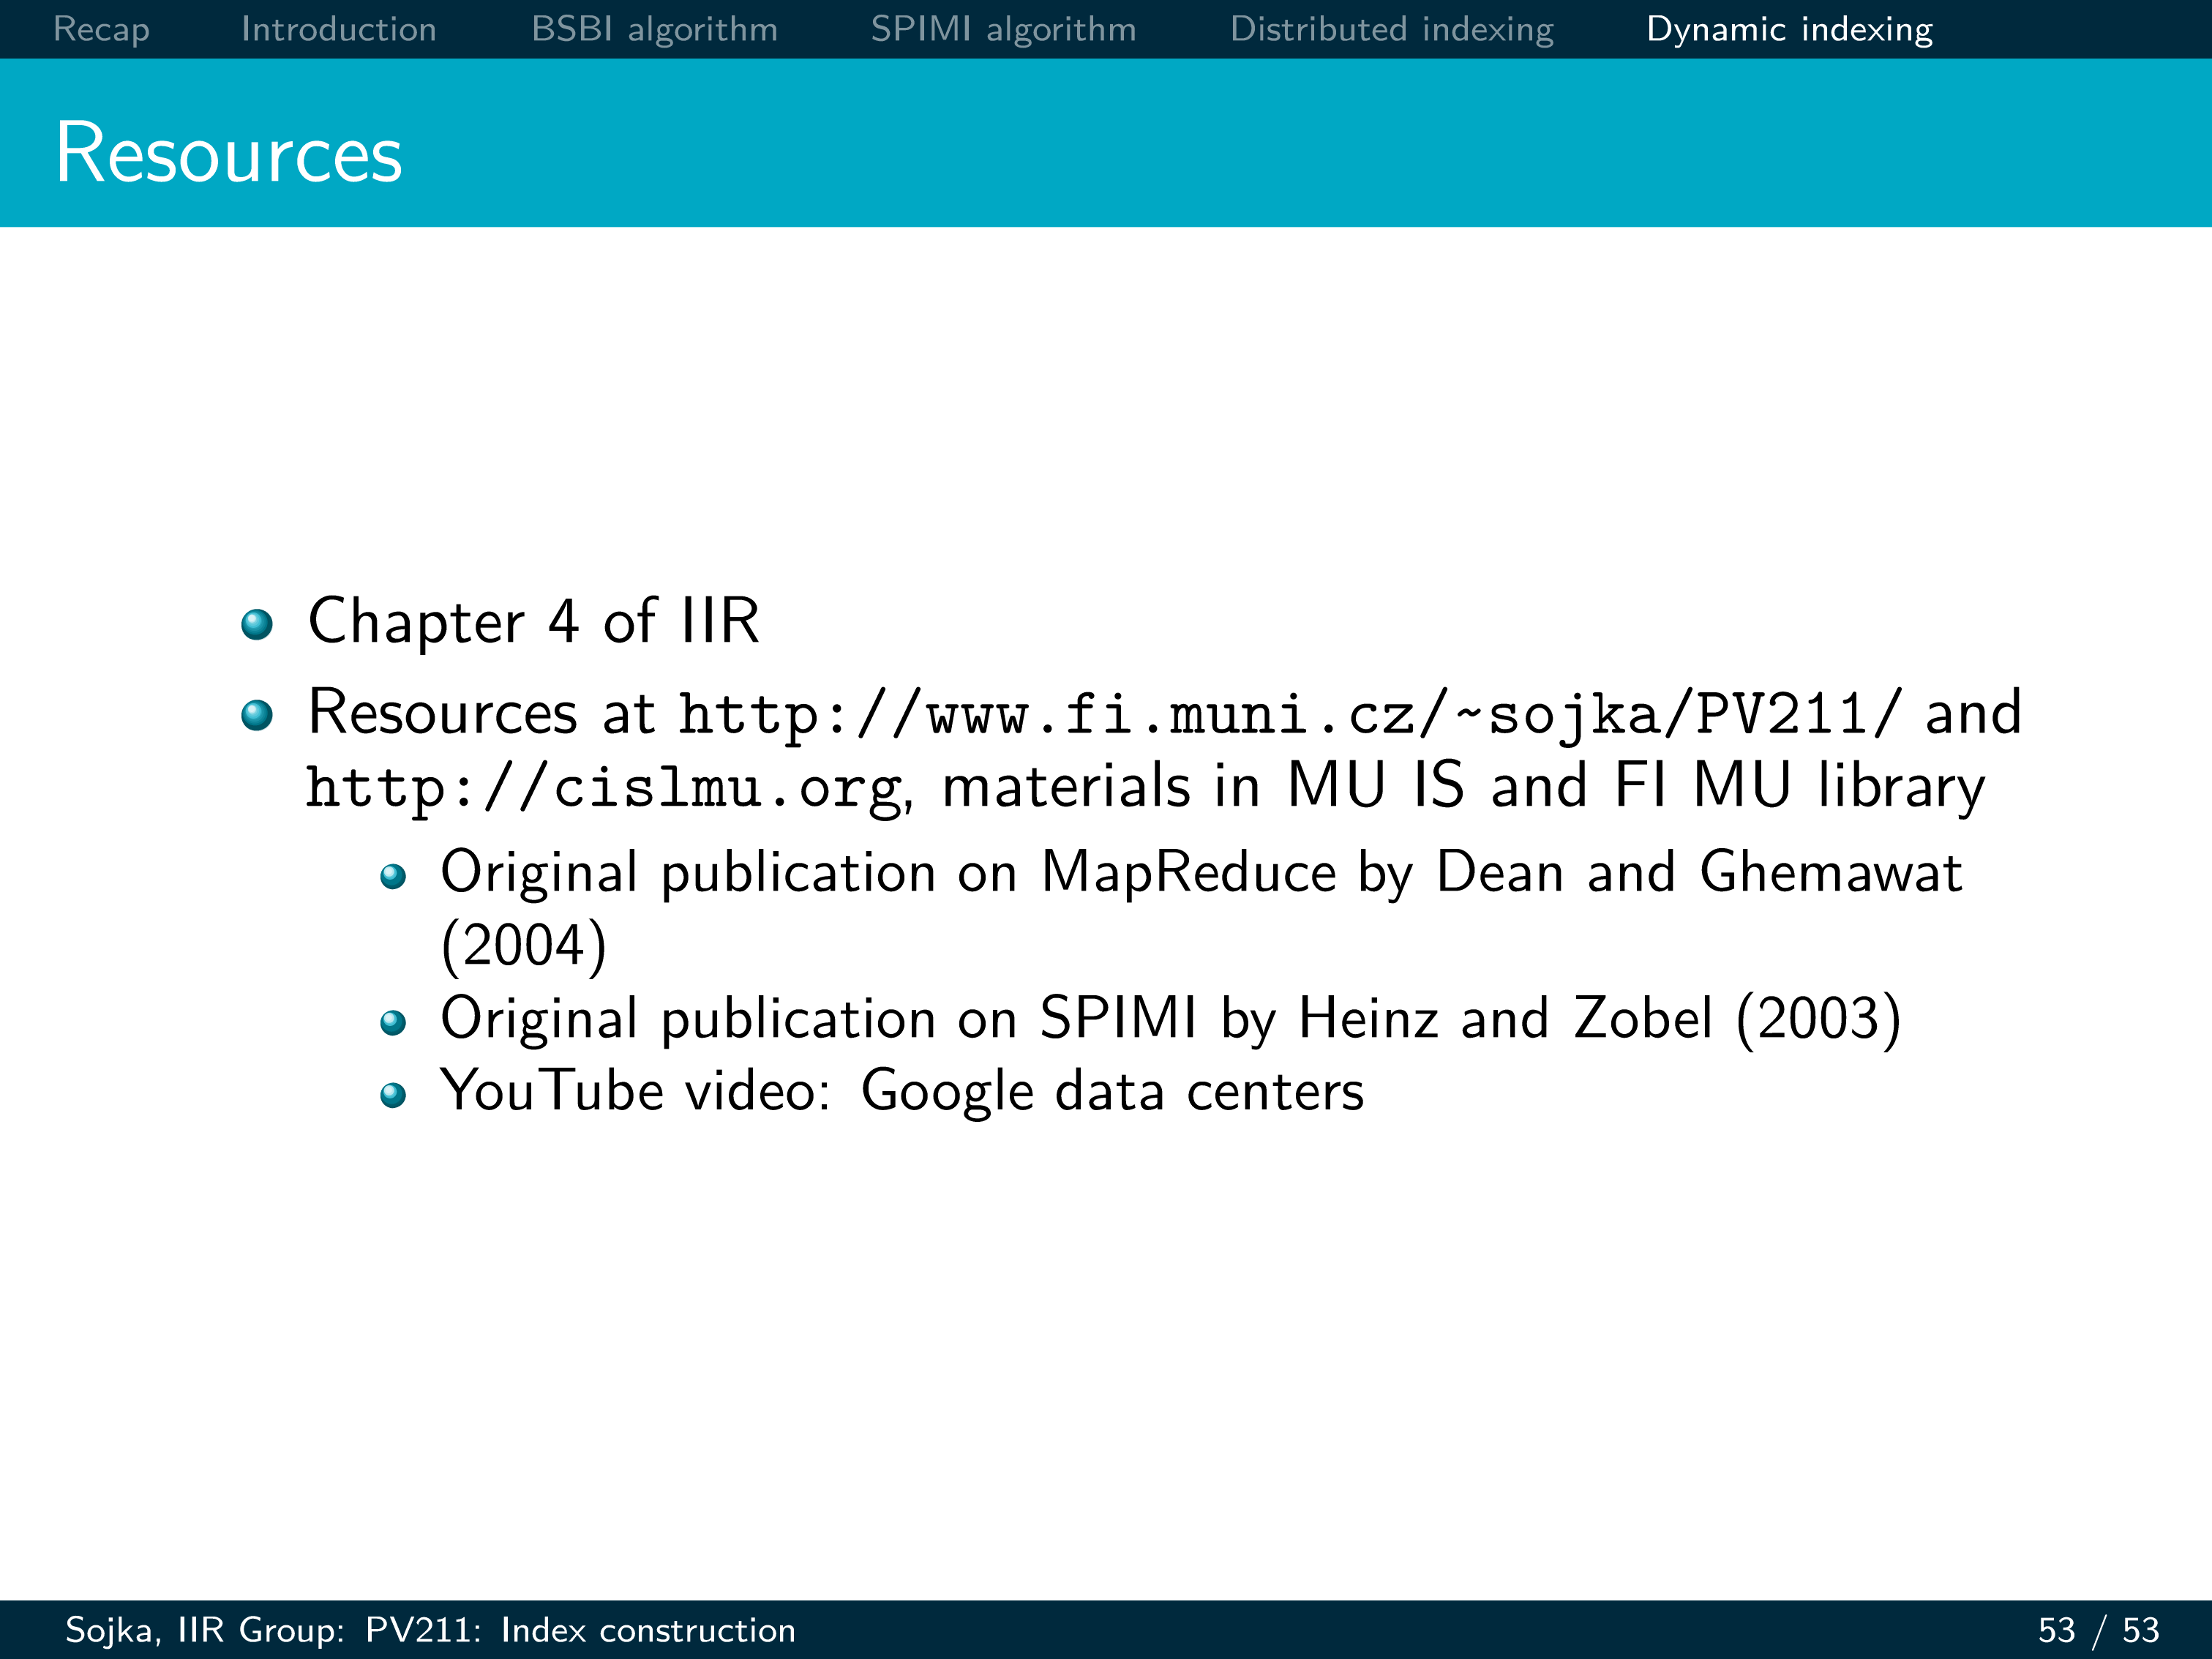 Recap Introduction BSBI algorithm SPIMI algorithm Distributed indexing Dynamic indexing
Resources
Chapter 4 of IIR
Resources at http://www.fi.muni.cz/~sojka/PV211/ and
http://cislmu.org, materials in MU IS and FI MU library
Original publication on MapReduce by Dean and Ghemawat
(2004)
Original publication on SPIMI by Heinz and Zobel (2003)
YouTube video: Google data centers
Sojka, IIR Group: PV211: Index construction 53 / 53